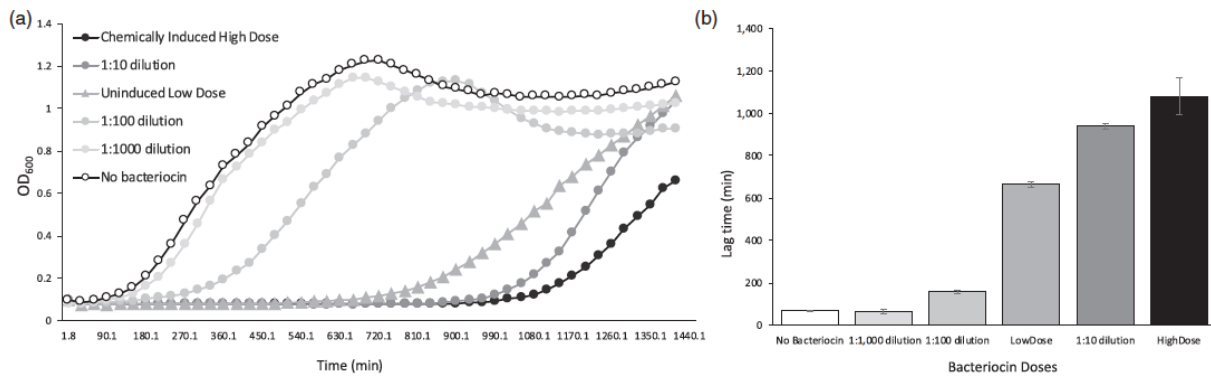 (a)
1.4
1.2
1
0.8
0.6
0.4
0.2
0
OD600
Chemically Induced High Dose
1:10 dilution
Uninduced Low Dose
1:100 dilution
1:1000 dilution
No bacteriocin
1.8 90.1 180.1 270.1 360.1 450.1 540.1 630.1 720.1 810.1 900.1 990.1 1080.1 1170.1 1260.1 1350.1 1440.1
Time (min)
(b)
1,400
1,200
1,000
800
600
400
200
0
Lag time (min)
No Bacteriocin 1:1,000 dilution 1:100 dilution LowDose 1:10 dilution HighDose
Bacteriocin Doses